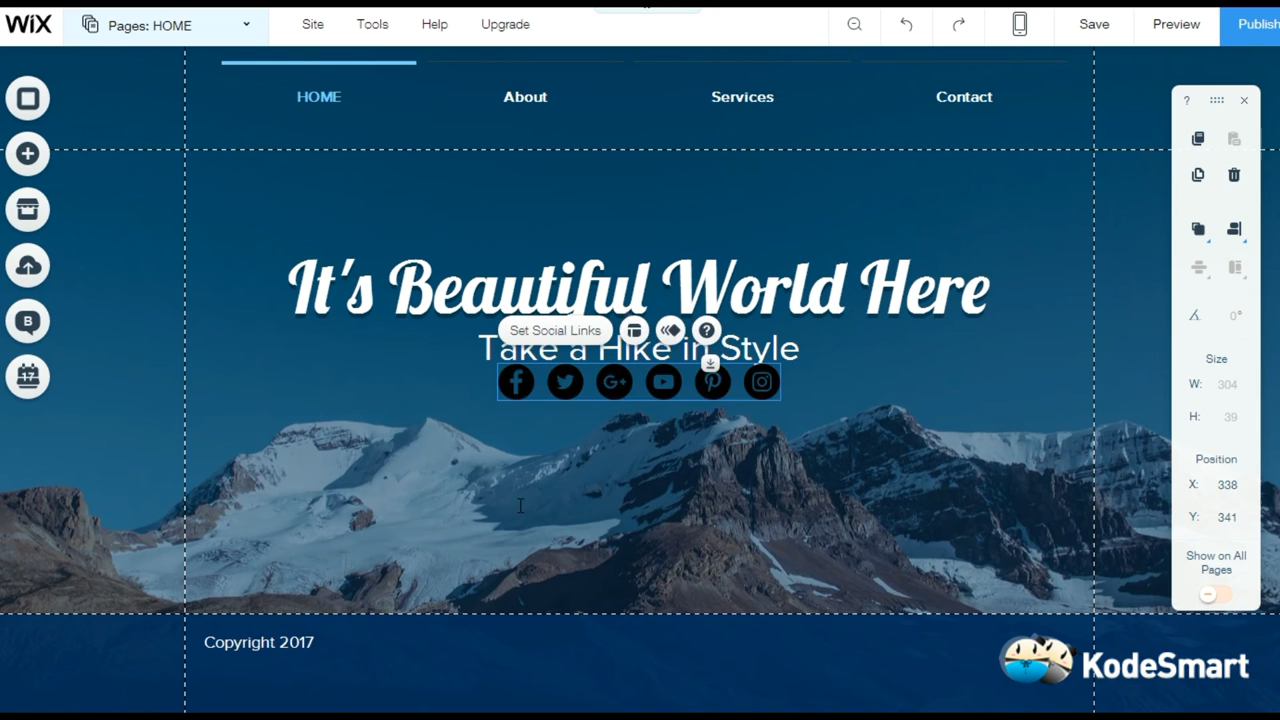 WiX
Pages: HOME
Site
Tools
Help
Upgrade
Save
Preview
Publish
HOME
About
Services
Contact
It's Beautiful World Here
Set Social Links
Take a Hike in Style
?
0°
Size
W: 304
H: 39
Position
X: 338
Y: 341
Show on All
Pages
B
17
Copyright 2017
KodeSmart